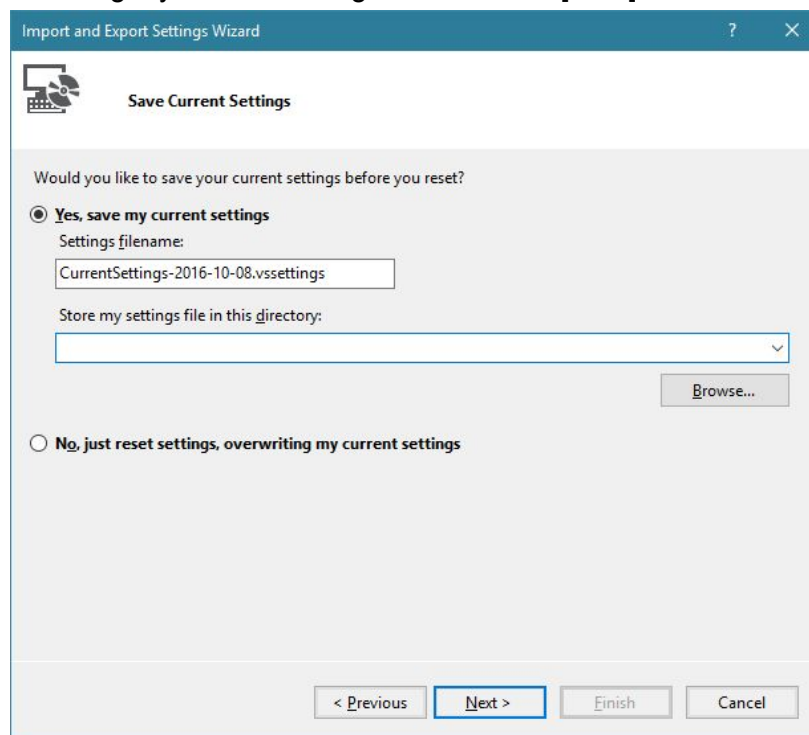 Import and Export Settings Wizard ?
Save Current Settings
Would you like to save your current settings before you reset?
Yes, save my current settings
Settings filename:
CurrentSettings-2016-10-08.vssettings
Store my settings file in this directory:
Browse...
No, just reset settings, overwriting my current settings
< Previous Next > Finish Cancel